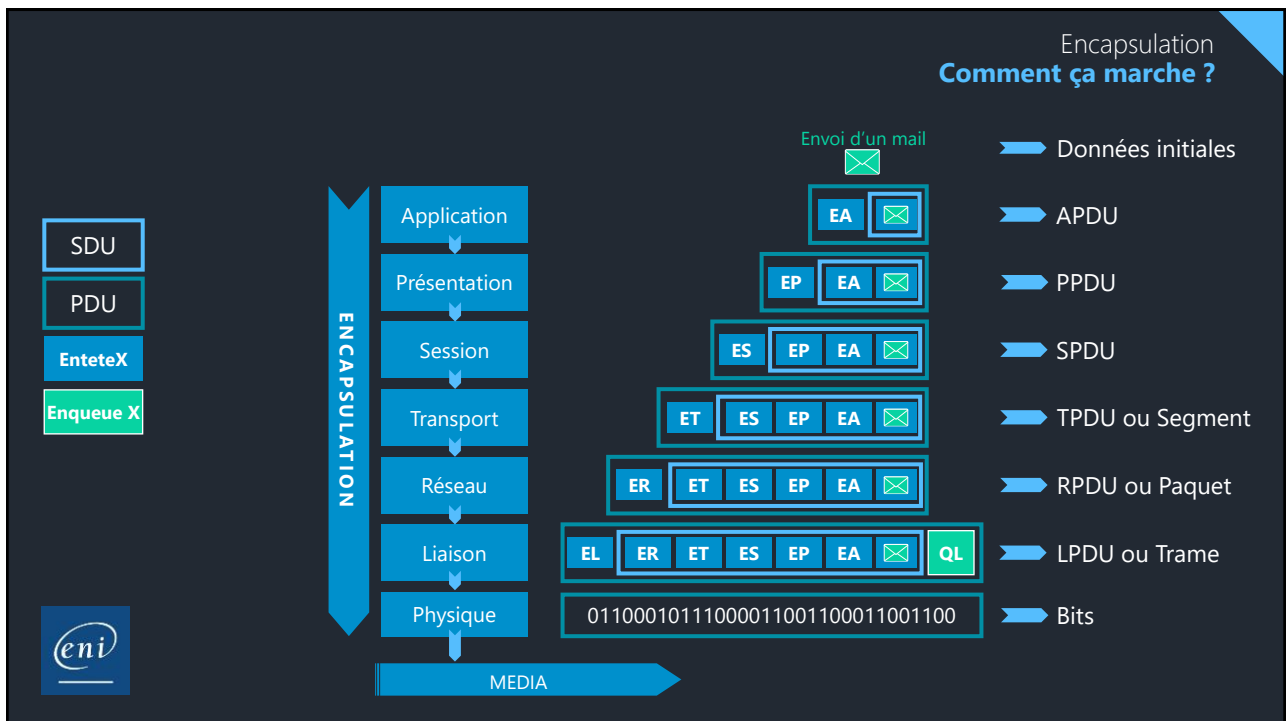 Encapsulation
Comment ça marche ?
Envoi d'un mail
Données initiales
SDU
PDU
EnteteX
Enqueue X
ENCAPSULATION
Application
EA
APDU
Présentation
EP EA
PPDU
Session
ES EP EA
SPDU
Transport
ET ES EP EA
TPDU ou Segment
Réseau
ER ET ES EP EA
RPDU ou Paquet
Liaison
EL ER ET ES EP EA QL
LPDU ou Trame
Physique
0110001011100001100110001100​1100
Bits
MEDIA
eni